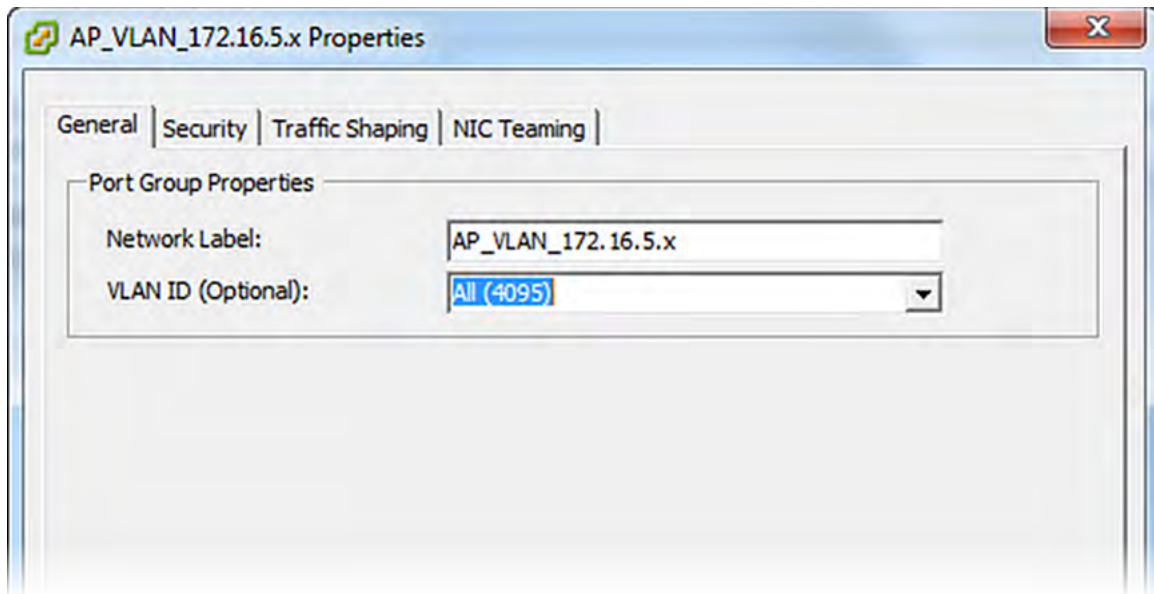 AP_VLAN_172.16.5.x Properties
General Security Traffic Shaping NIC Teaming
Port Group Properties
Network Label: AP_VLAN_172.16.5.x
VLAN ID (Optional): All (4095)